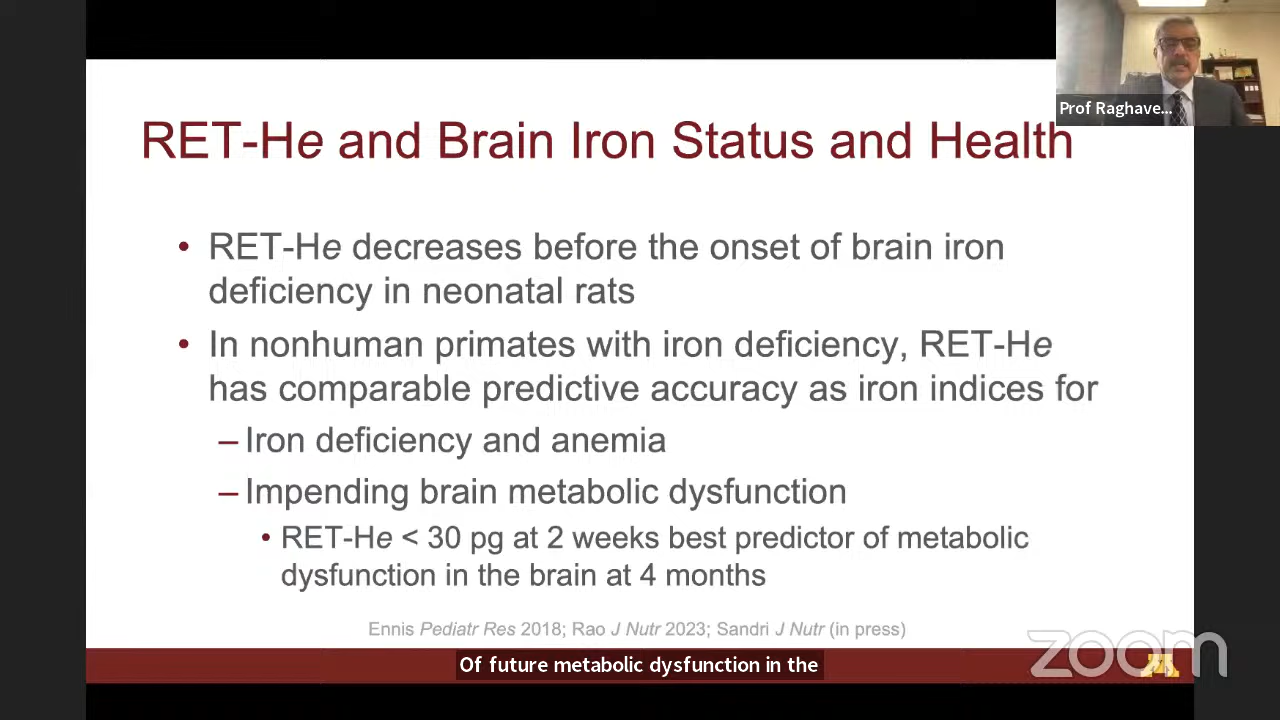 Prof Raghave...
RET-He and Brain Iron Status and Health
• RET-He decreases before the onset of brain iron
deficiency in neonatal rats
• In nonhuman primates with iron deficiency, RET-He
has comparable predictive accuracy as iron indices for
– Iron deficiency and anemia
– Impending brain metabolic dysfunction
• RET-He < 30 pg at 2 weeks best predictor of metabolic
dysfunction in the brain at 4 months
Ennis Pediatr Res 2018; Rao J Nutr 2023; Sandri J Nutr (in press)
Of future metabolic dysfunction in the
zoom